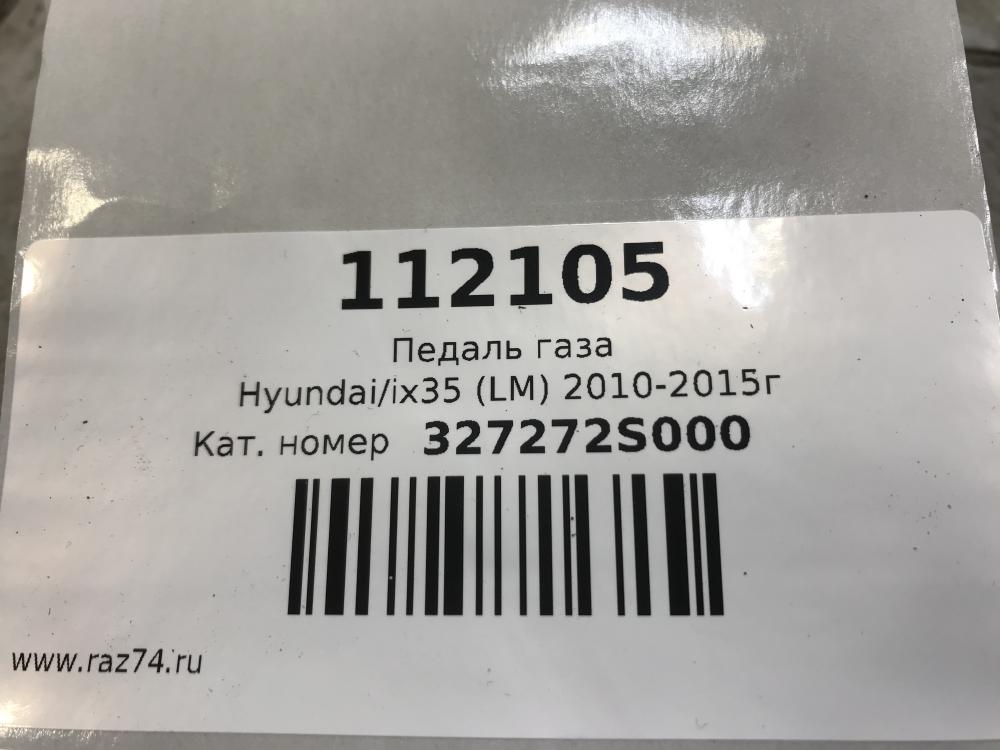 112105
Педаль газа
Hyundai/ix35 (LM) 2010-2015г
Кат. номер 327272S000
www.raz74.ru